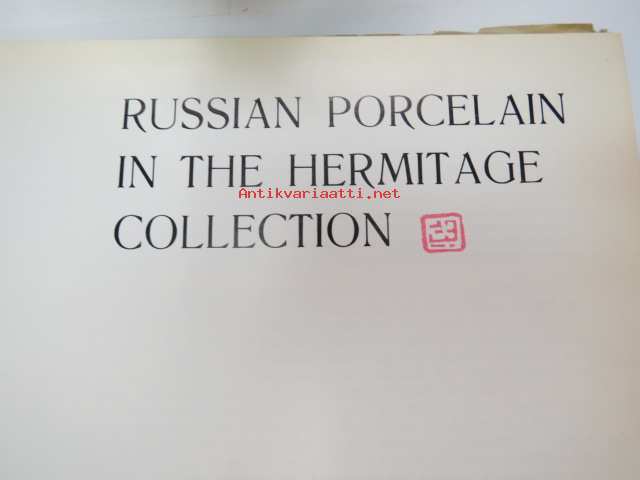 RUSSIAN PORCELAIN
IN THE HERMITAGE
Antikvariaatti.net
COLLECTION